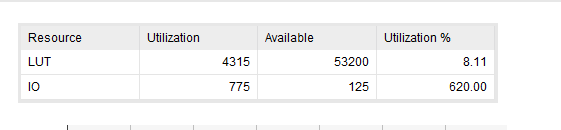 Resource Utilization Available Utilization %
LUT 4315 53200 8.11
IO 775 125 620.00